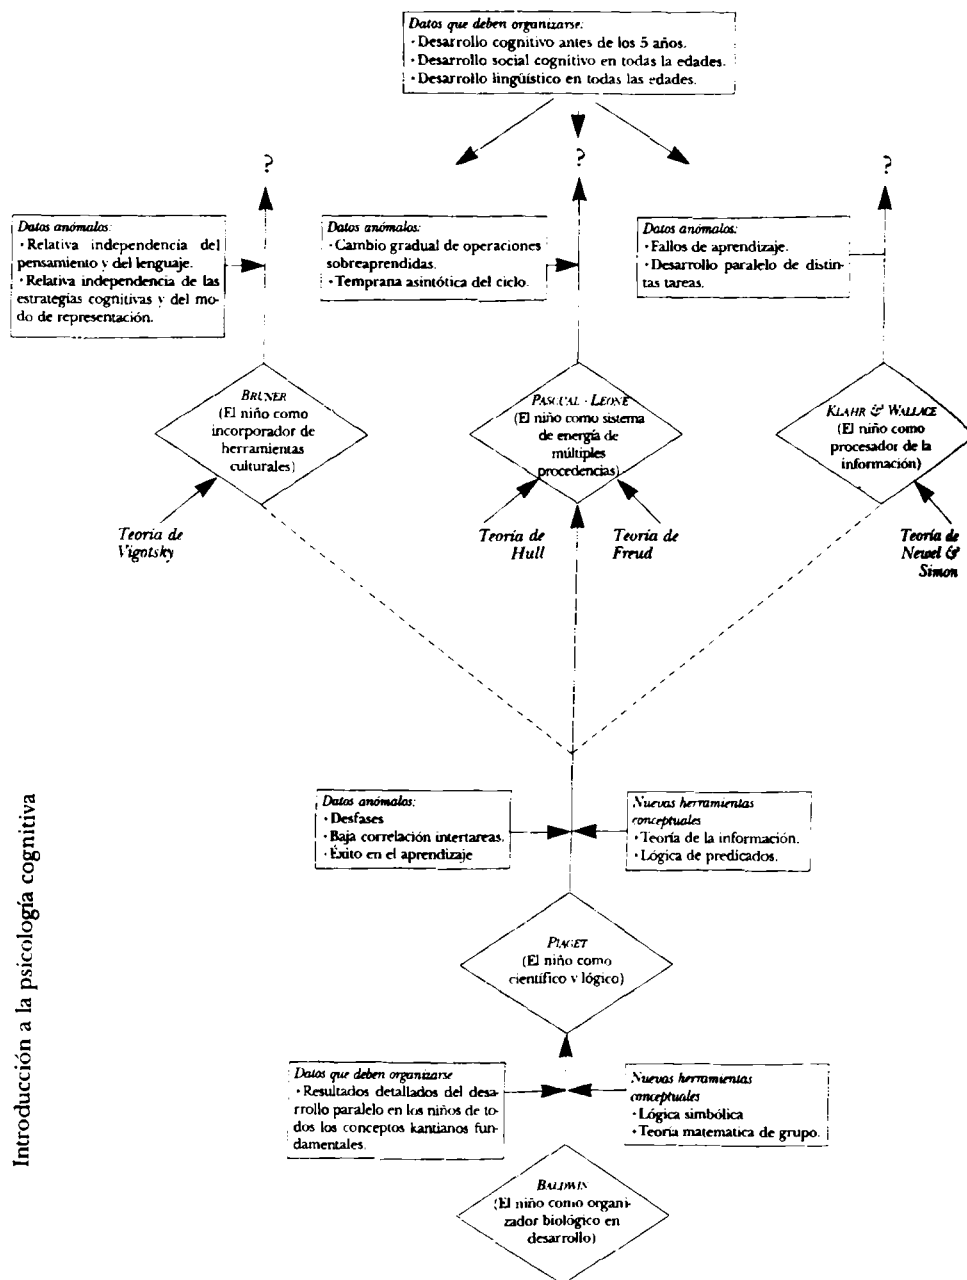 Datos que deben organizarse:
· Desarrollo cognitivo antes de los 5 años.
· Desarrollo social cognitivo en todas la edades.
· Desarrollo lingüístico en todas las edades.
?
?
?
Datos anómalos:
· Relativa independencia del
pensamiento y del lenguaje.
· Relativa independencia de las
estrategias cognitivas y del mo-
do de representación.
Datos anómalos:
· Cambio gradual de operaciones
sobreaprendidas.
· Temprana asintótica del ciclo.
Datos anómalos:
· Fallos de aprendizaje.
· Desarrollo paralelo de distin-
tas tareas.
BRUNER
(El niño como
incorporador de
herramientas
culturales)
PASCUAL - LEONE
(El niño como sistema
de energía de
múltiples
procedencias)
KLAHR & WALLACE
(El niño como
procesador de la
información)
Teoría de
Vigotsky
Teoría de
Hull
Teoría de
Freud
Teoría de
Newel &
Simon
Datos anómalos:
· Desfases
· Baja correlación intertareas.
· Éxito en el aprendizaje
Nuevas herramientas
conceptuales
· Teoría de la información.
· Lógica de predicados.
PIAGET
(El niño como
científico y lógico)
Datos que deben organizarse
· Resultados detallados del desa-
rrollo paralelo en los niños de to-
dos los conceptos kantianos fun-
damentales.
Nuevas herramientas
conceptuales
· Lógica simbólica
· Teoría matematica de grupo.
BALDWIN
(El niño como organi-
zador biológico en
desarrollo)
Introducción a la psicología cognitiva